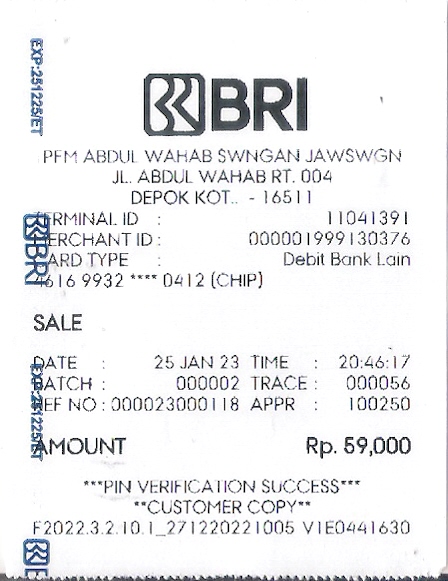 BRI
PFM ABDUL WAHAB SWNGAN JAWSWGN
JL. ABDUL WAHAB RT. 004
DEPOK KOT.. - 16511
TERMINAL ID : 11041391
MERCHANT ID : 000001999130376
CARD TYPE : Debit Bank Lain
4616 9932 **** 0412 (CHIP)
SALE
DATE : 25 JAN 23 TIME : 20:46:17
BATCH : 000002 TRACE : 000056
REF NO : 000023000118 APPR : 100250
AMOUNT Rp. 59,000
***PIN VERIFICATION SUCCESS***
**CUSTOMER COPY**
F2022.3.2.10.1_271220221005 V1E0441630
EXP:251225/ET
BRI
EXP:251225/ET